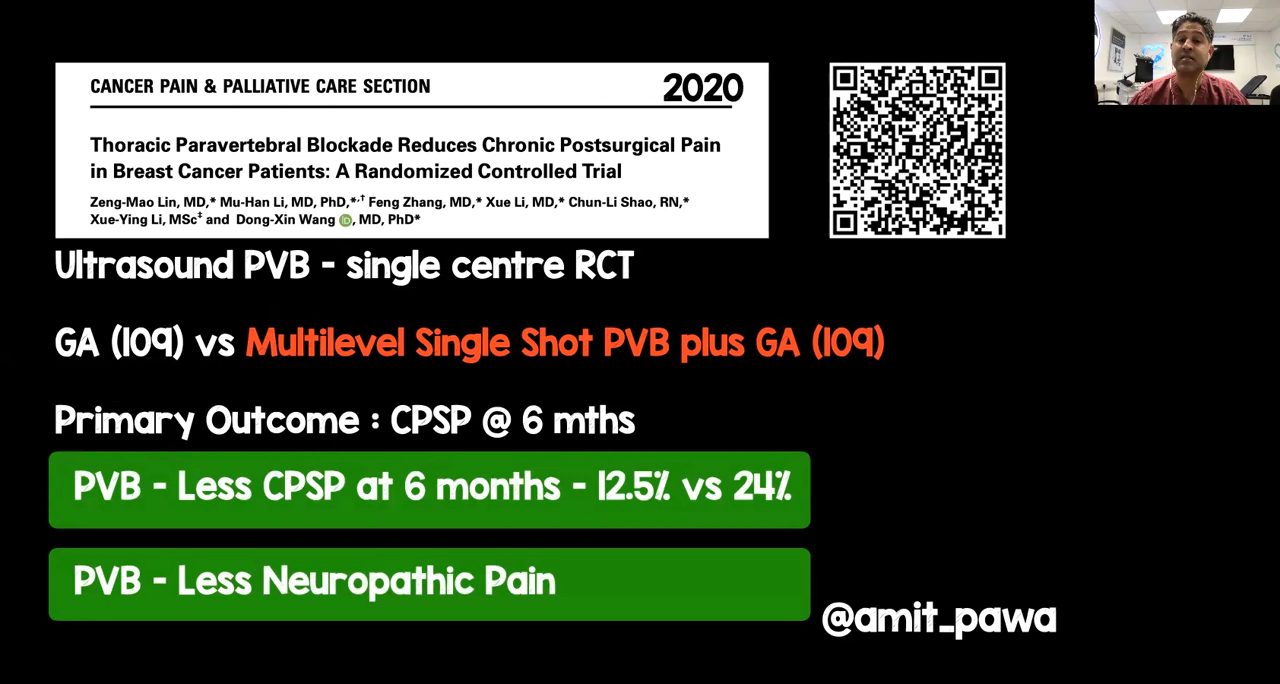 CANCER PAIN & PALLIATIVE CARE SECTION 2020
Thoracic Paravertebral Blockade Reduces Chronic Postsurgical Pain
in Breast Cancer Patients: A Randomized Controlled Trial
Zeng-Mao Lin, MD,* Mu-Han Li, MD, PhD,*,† Feng Zhang, MD,* Xue Li, MD,* Chun-Li Shao, RN,*
Xue-Ying Li, MSc‡ and Dong-Xin Wang iD, MD, PhD*
Ultrasound PVB - single centre RCT
GA (109) vs Multilevel Single Shot PVB plus GA (109)
Primary Outcome : CPSP @ 6 mths
PVB - Less CPSP at 6 months - 12.5% vs 24%
PVB - Less Neuropathic Pain
@amit_pawa